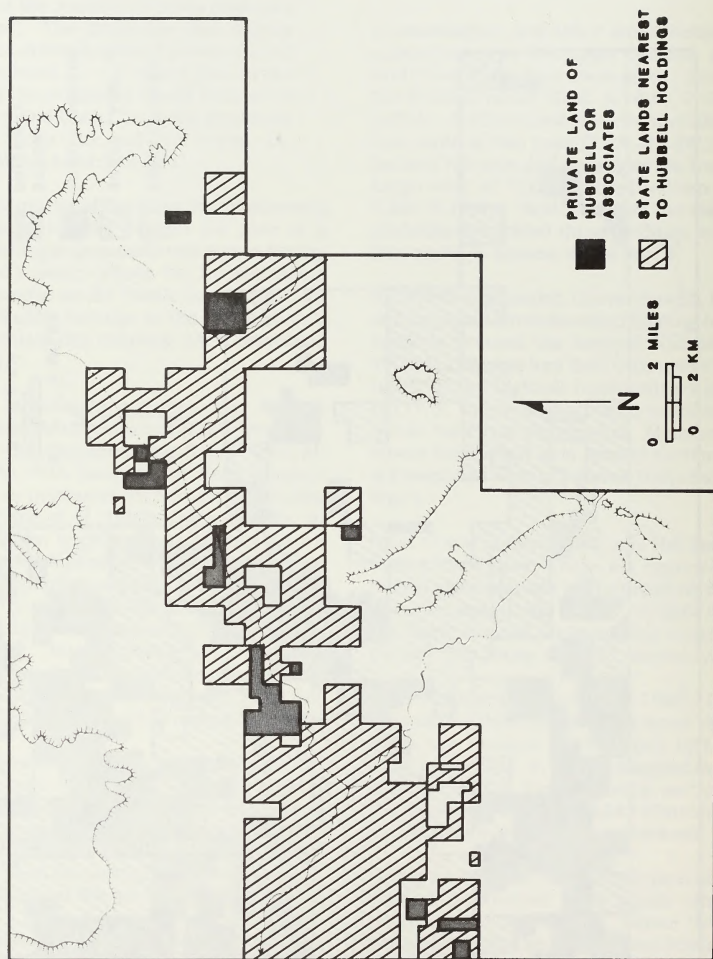 PRIVATE LAND OF
HUBBELL OR
ASSOCIATES
STATE LANDS NEAREST
TO HUBBELL HOLDINGS
N
0 2 MILES
0 2 KM